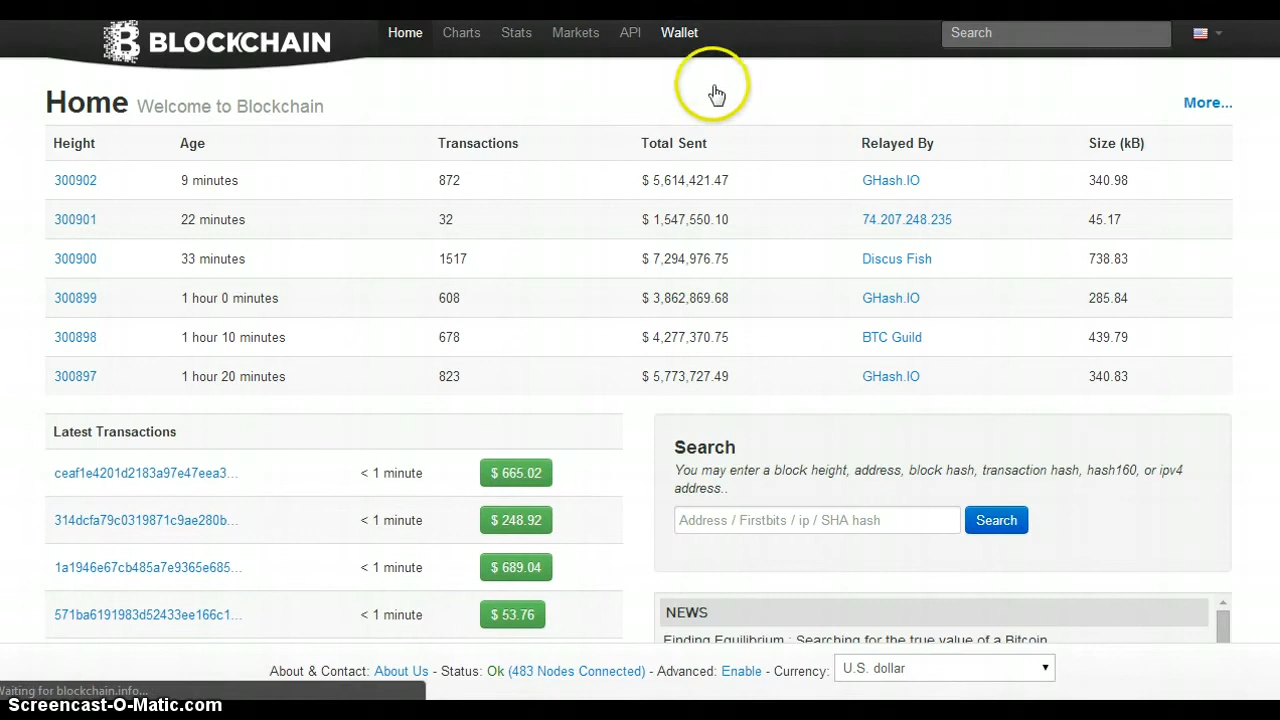 BLOCKCHAIN Home Charts Stats Markets API Wallet Search
Home Welcome to Blockchain More...
Height Age Transactions Total Sent Relayed By Size (kB)
300902 9 minutes 872 $ 5,614,421.47 GHash.IO 340.98
300901 22 minutes 32 $ 1,547,550.10 74.207.248.235 45.17
300900 33 minutes 1517 $ 7,294,976.75 Discus Fish 738.83
300899 1 hour 0 minutes 608 $ 3,862,869.68 GHash.IO 285.84
300898 1 hour 10 minutes 678 $ 4,277,370.75 BTC Guild 439.79
300897 1 hour 20 minutes 823 $ 5,773,727.49 GHash.IO 340.83
Latest Transactions
ceaf1e4201d2183a97e47eea3... < 1 minute $ 665.02
314dcfa79c0319871c9ae280b... < 1 minute $ 248.92
1a1946e67cb485a7e9365e685... < 1 minute $ 689.04
571ba6191983d52433ee166c1... < 1 minute $ 53.76
Search
You may enter a block height, address, block hash, transaction hash, hash160, or ipv4
address..
Address / Firstbits / ip / SHA hash Search
NEWS
Finding Equilibrium : Searching for the true value of a Bitcoin
About & Contact: About Us - Status: Ok (483 Nodes Connected) - Advanced: Enable - Currency: U.S. dollar
Waiting for blockchain.info...
Screencast-O-Matic.com